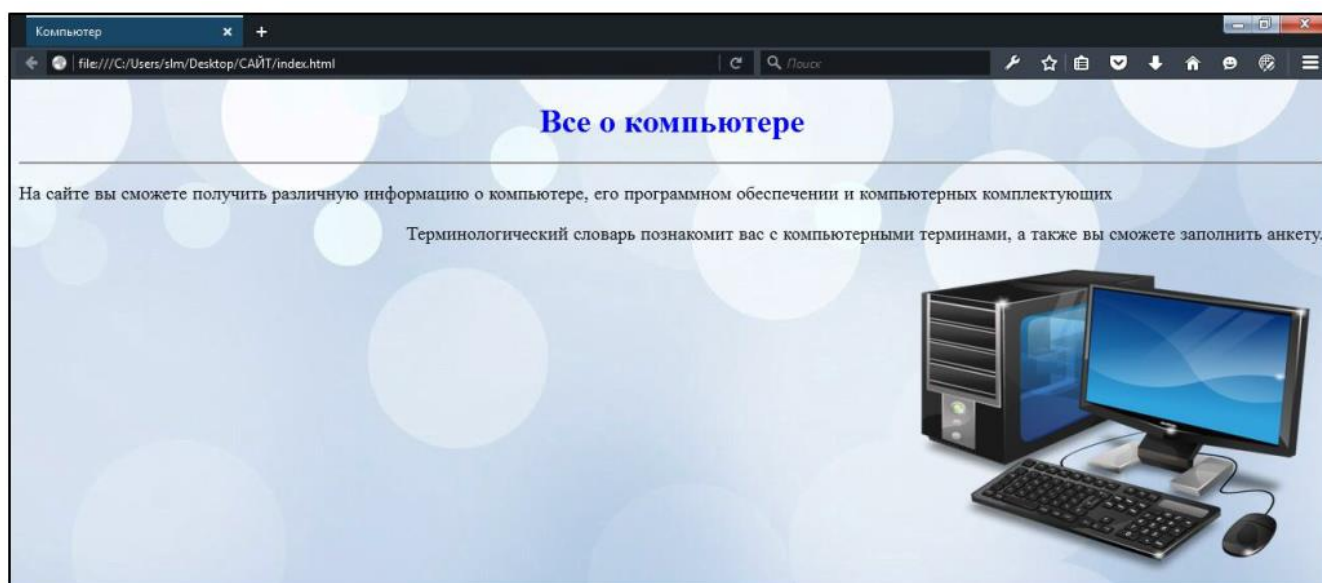 Компьютер
file:///C:/Users/slm/Desktop/САЙТ/index.html
Поиск
Все о компьютере
На сайте вы сможете получить различную информацию о компьютере, его программном обеспечении и компьютерных комплектующих
Терминологический словарь познакомит вас с компьютерными терминами, а также вы сможете заполнить анкету.